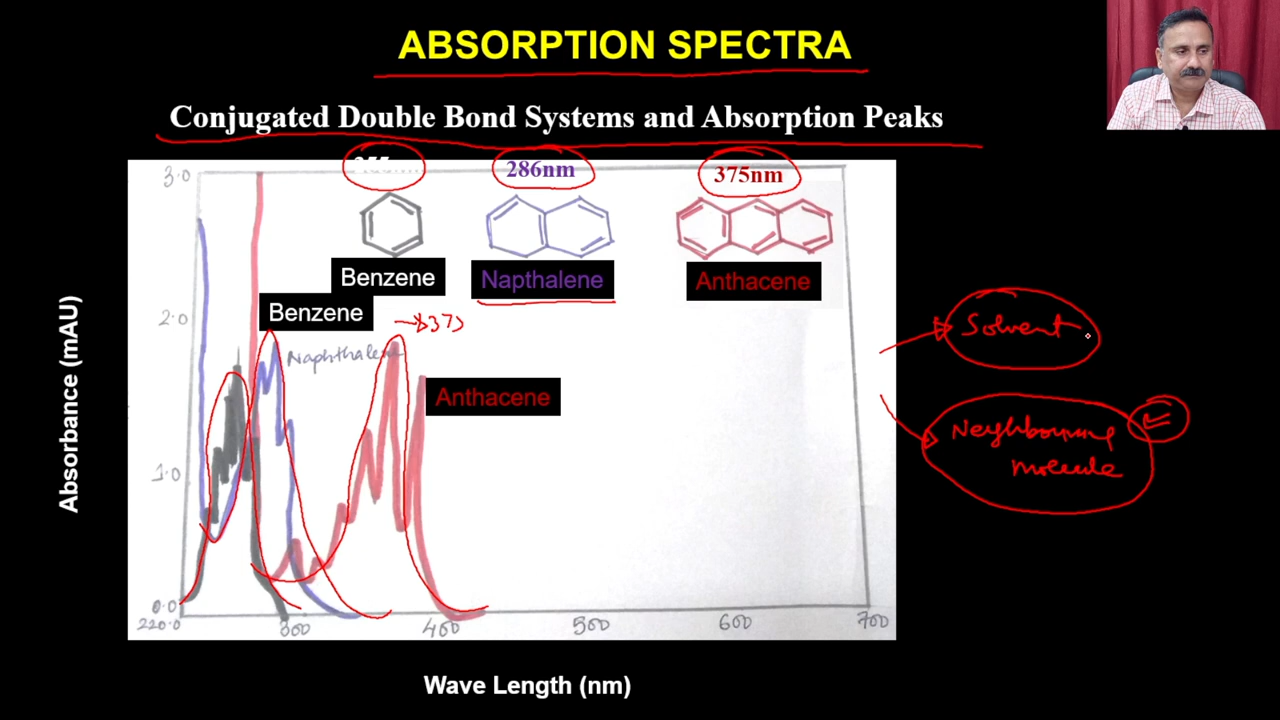 ABSORPTION SPECTRA
Conjugated Double Bond Systems and Absorption Peaks
286nm
375nm
3.0
Benzene
Napthalene
Anthacene
Benzene
2.0
Naphthalene
Solvent
Anthacene
Neighbouring
molecule
1.0
Absorbance (mAU)
0.0
220.0
300
400
500
600
700
Wave Length (nm)